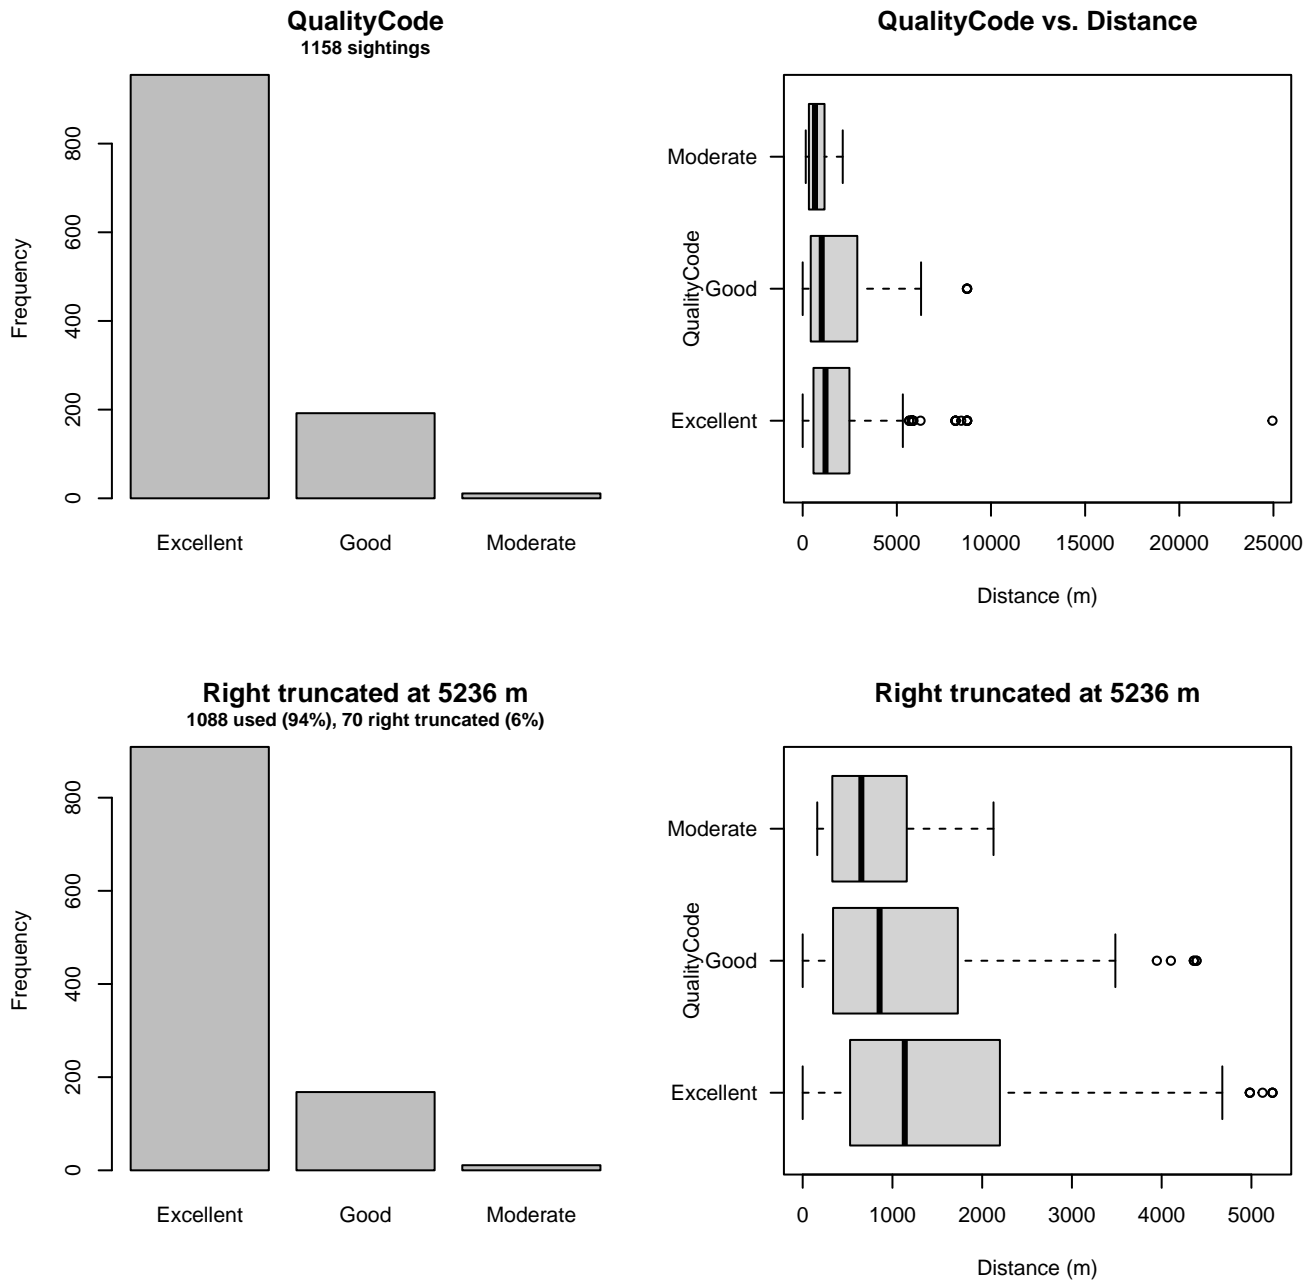 QualityCode
1158 sightings
Frequency
0
200
400
600
800
Excellent Good Moderate
QualityCode vs. Distance
QualityCode
Moderate
Good
Excellent
0 5000 10000 15000 20000 25000
Distance (m)
Right truncated at 5236 m
1088 used (94%), 70 right truncated (6%)
Frequency
0
200
400
600
800
Excellent Good Moderate
Right truncated at 5236 m
QualityCode
Moderate
Good
Excellent
0 1000 2000 3000 4000 5000
Distance (m)